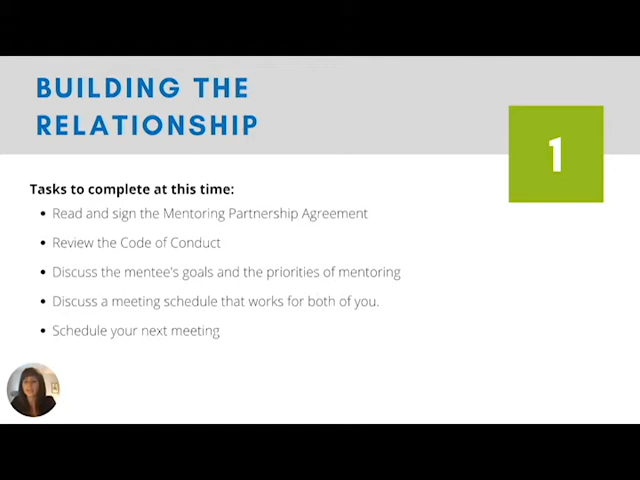 BUILDING THE
RELATIONSHIP
1
Tasks to complete at this time:
• Read and sign the Mentoring Partnership Agreement
• Review the Code of Conduct
• Discuss the mentee's goals and the priorities of mentoring
• Discuss a meeting schedule that works for both of you.
• Schedule your next meeting